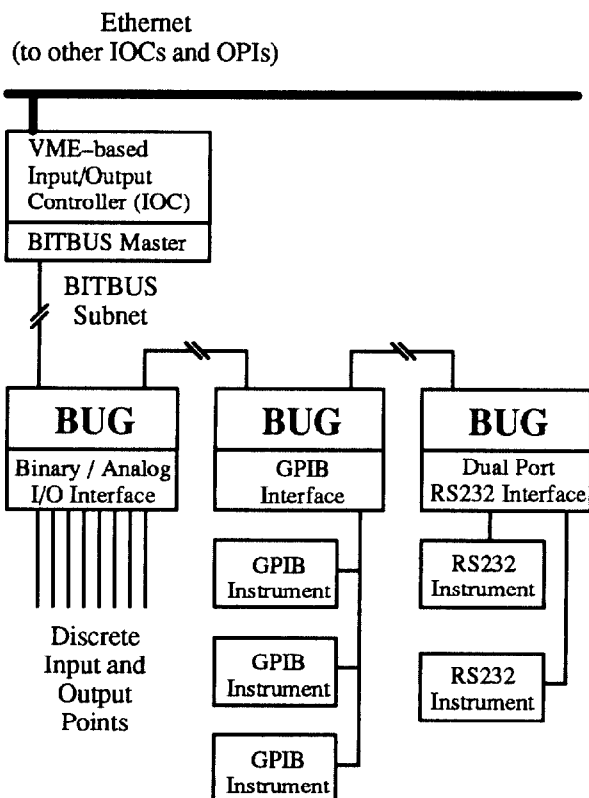 Ethernet
(to other IOCs and OPIs)
VME-based
Input/Output
Controller (IOC)
BITBUS Master
BITBUS
Subnet
BUG
Binary / Analog
I/O Interface
BUG
GPIB
Interface
BUG
Dual Port
RS232 Interface
GPIB
Instrument
GPIB
Instrument
GPIB
Instrument
RS232
Instrument
RS232
Instrument
Discrete
Input and
Output
Points